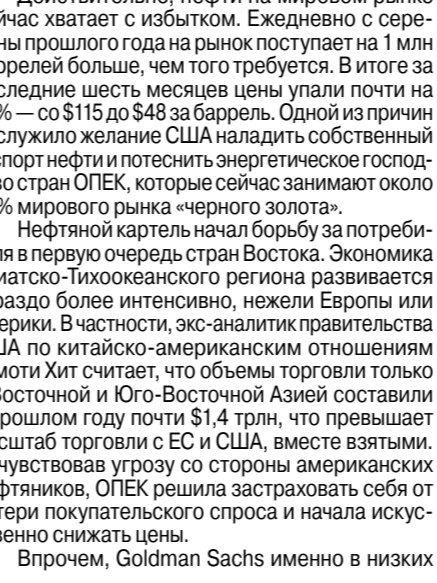 Действительно, нефти на мировом рынке
йчас хватает с избытком. Ежедневно с сере-
ны прошлого года на рынок поступает на 1 млн
ррелей больше, чем того требуется. В итоге за
следние шесть месяцев цены упали почти на
% — со $115 до $48 за баррель. Одной из причин
служило желание США наладить собственный
спорт нефти и потеснить энергетическое господ-
во стран ОПЕК, которые сейчас занимают около
% мирового рынка «черного золота».
Нефтяной картель начал борьбу за потреби-
ля в первую очередь стран Востока. Экономика
иатско-Тихоокеанского региона развивается
раздо более интенсивно, нежели Европы или
ерики. В частности, экс-аналитик правительства
ША по китайско-американским отношениям
моти Хит считает, что объемы торговли только
Восточной и Юго-Восточной Азией составили
прошлом году почти $1,4 трлн, что превышает
сштаб торговли с ЕС и США, вместе взятыми.
чувствовав угрозу со стороны американских
фтяников, ОПЕК решила застраховать себя от
тери покупательского спроса и начала искус-
венно снижать цены.
Впрочем, Goldman Sachs именно в низких